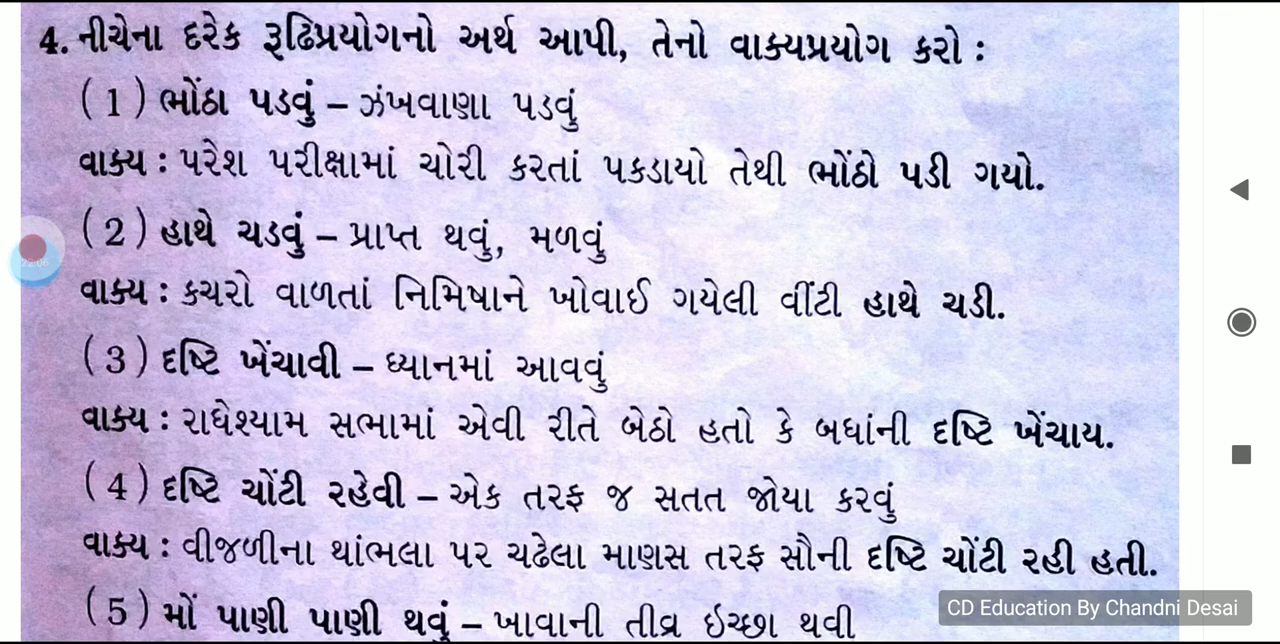 4. નીચેના દરેક રૂઢિપ્રયોગનો અર્થ આપી, તેનો વાક્યપ્રયોગ કરો :
(1) ભોંઠા પડવું – ઝંખવાણા પડવું
વાક્ય : પરેશ પરીક્ષામાં ચોરી કરતાં પકડાયો તેથી ભોંઠો પડી ગયો.
(2) હાથે ચડવું – પ્રાપ્ત થવું, મળવું
વાક્ય : કચરો વાળતાં નિમિષાને ખોવાઈ ગયેલી વીંટી હાથે ચડી.
(3) દૃષ્ટિ ખેંચાવી – ધ્યાનમાં આવવું
વાક્ય : રાધેશ્યામ સભામાં એવી રીતે બેઠો હતો કે બધાંની દૃષ્ટિ ખેંચાય.
(4) દૃષ્ટિ ચોંટી રહેવી – એક તરફ જ સતત જોયા કરવું
વાક્ય : વીજળીના થાંભલા પર ચઢેલા માણસ તરફ સૌની દૃષ્ટિ ચોંટી રહી હતી.
(5) મોં પાણી પાણી થવું – ખાવાની તીવ્ર ઇચ્છા થવી
CD Education By Chandni Desai